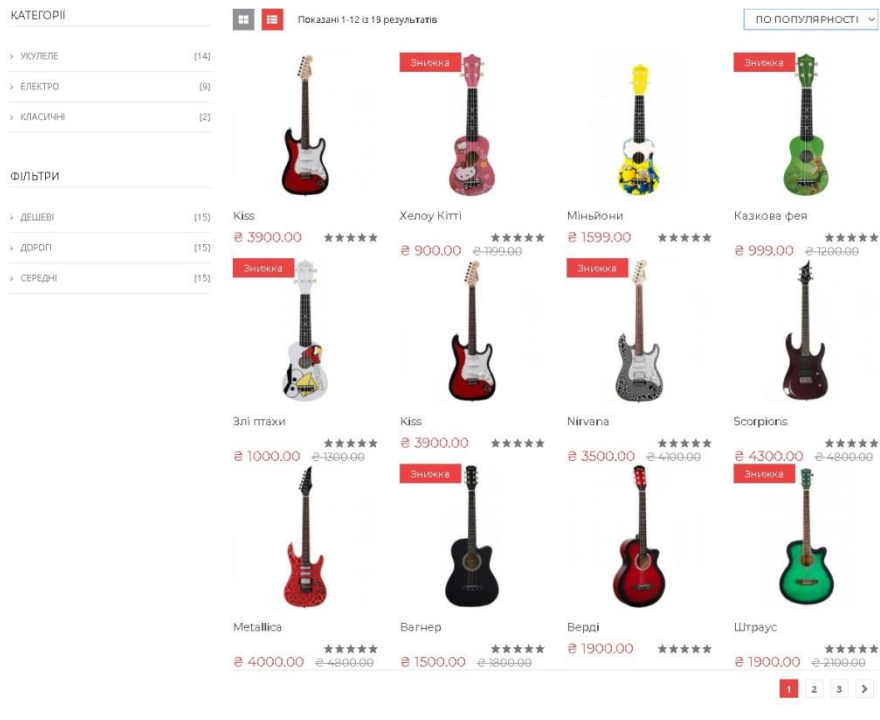 КАТЕГОРІЇ
УКУЛЕЛЕ [14]
ЕЛЕКТРО [9]
КЛАСИЧНІ [2]
ФІЛЬТРИ
ДЕШЕВІ [15]
ДОРОГІ [15]
СЕРЕДНІ [15]
Показані 1-12 із 19 результатів
ПО ПОПУЛЯРНОСТІ
Знижка
Знижка
Kiss
Хелоу Кітті
Міньйони
Казкова фея
₴ 3900.00
₴ 900.00 ₴ 1199.00
₴ 1599.00
₴ 999.00 ₴ 1200.00
Знижка
Знижка
Злі птахи
Kiss
Nirvana
Scorpions
₴ 1000.00 ₴ 1300.00
₴ 3900.00
₴ 3500.00 ₴ 4100.00
₴ 4300.00 ₴ 4800.00
Знижка
Знижка
Metallica
Вагнер
Верді
Штраус
₴ 4000.00 ₴ 4800.00
₴ 1500.00 ₴ 1800.00
₴ 1900.00
₴ 1900.00 ₴ 2100.00
1 2 3